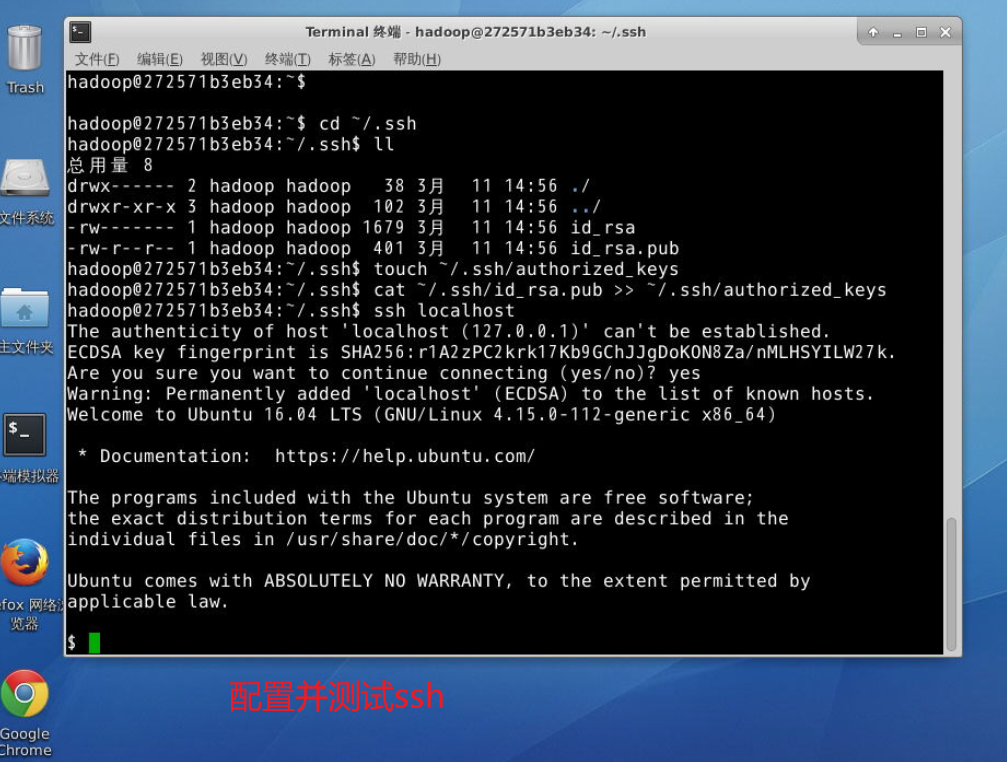 Terminal 终端 - hadoop@272571b3eb34: ~/.ssh
文件(F) 编辑(E) 视图(V) 终端(T) 标签(A) 帮助(H)
hadoop@272571b3eb34:~$
hadoop@272571b3eb34:~$ cd ~/.ssh
hadoop@272571b3eb34:~/.ssh$ ll
总用量 8
drwx------ 2 hadoop hadoop   38 3月  11 14:56 ./
drwxr-xr-x 3 hadoop hadoop  102 3月  11 14:56 ../
-rw------- 1 hadoop hadoop 1679 3月  11 14:56 id_rsa
-rw-r--r-- 1 hadoop hadoop  401 3月  11 14:56 id_rsa.pub
hadoop@272571b3eb34:~/.ssh$ touch ~/.ssh/authorized_keys
hadoop@272571b3eb34:~/.ssh$ cat ~/.ssh/id_rsa.pub >> ~/.ssh/authorized_keys
hadoop@272571b3eb34:~/.ssh$ ssh localhost
The authenticity of host 'localhost (127.0.0.1)' can't be established.
ECDSA key fingerprint is SHA256:r1A2zPC2krk17Kb9GChJJgDoKON8Za/nMLHSYILW27k.
Are you sure you want to continue connecting (yes/no)? yes
Warning: Permanently added 'localhost' (ECDSA) to the list of known hosts.
Welcome to Ubuntu 16.04 LTS (GNU/Linux 4.15.0-112-generic x86_64)
 * Documentation:  https://help.ubuntu.com/
The programs included with the Ubuntu system are free software;
the exact distribution terms for each program are described in the
individual files in /usr/share/doc/*/copyright.
Ubuntu comes with ABSOLUTELY NO WARRANTY, to the extent permitted by
applicable law.
$
Trash
文件系统
主文件夹
端模拟器
efox 网络浏
览器
Google
Chrome
配置并测试ssh